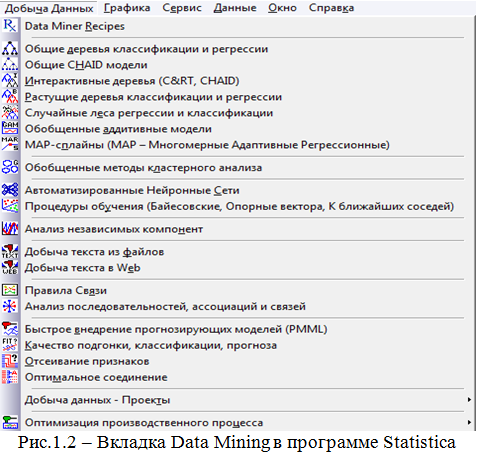 Добыча Данных Графика Сервис Данные Окно Справка
Data Miner Recipes
Общие деревья классификации и регрессии
Общие CHAID модели
Интерактивные деревья (C&RT, CHAID)
Растущие деревья классификации и регрессии
Случайные леса регрессии и классификации
GAM Обобщенные аддитивные модели
MAR MAP-сплайны (MAP – Многомерные Адаптивные Регрессионные)
Обобщенные методы кластерного анализа
Автоматизированные Нейронные Сети
Процедуры обучения (Байесовские, Опорные вектора, К ближайших соседей)
Анализ независимых компонент
TEXT Добыча текста из файлов
WEB Добыча текста в Web
Правила Связи
Анализ последовательностей, ассоциаций и связей
Быстрое внедрение прогнозирующих моделей (PMML)
FIT? Качество подгонки, классификации, прогноза
Отсеивание признаков
Оптимальное соединение
Добыча данных - Проекты
Оптимизация производственного процесса
Рис.1.2 – Вкладка Data Mining в программе Statistica